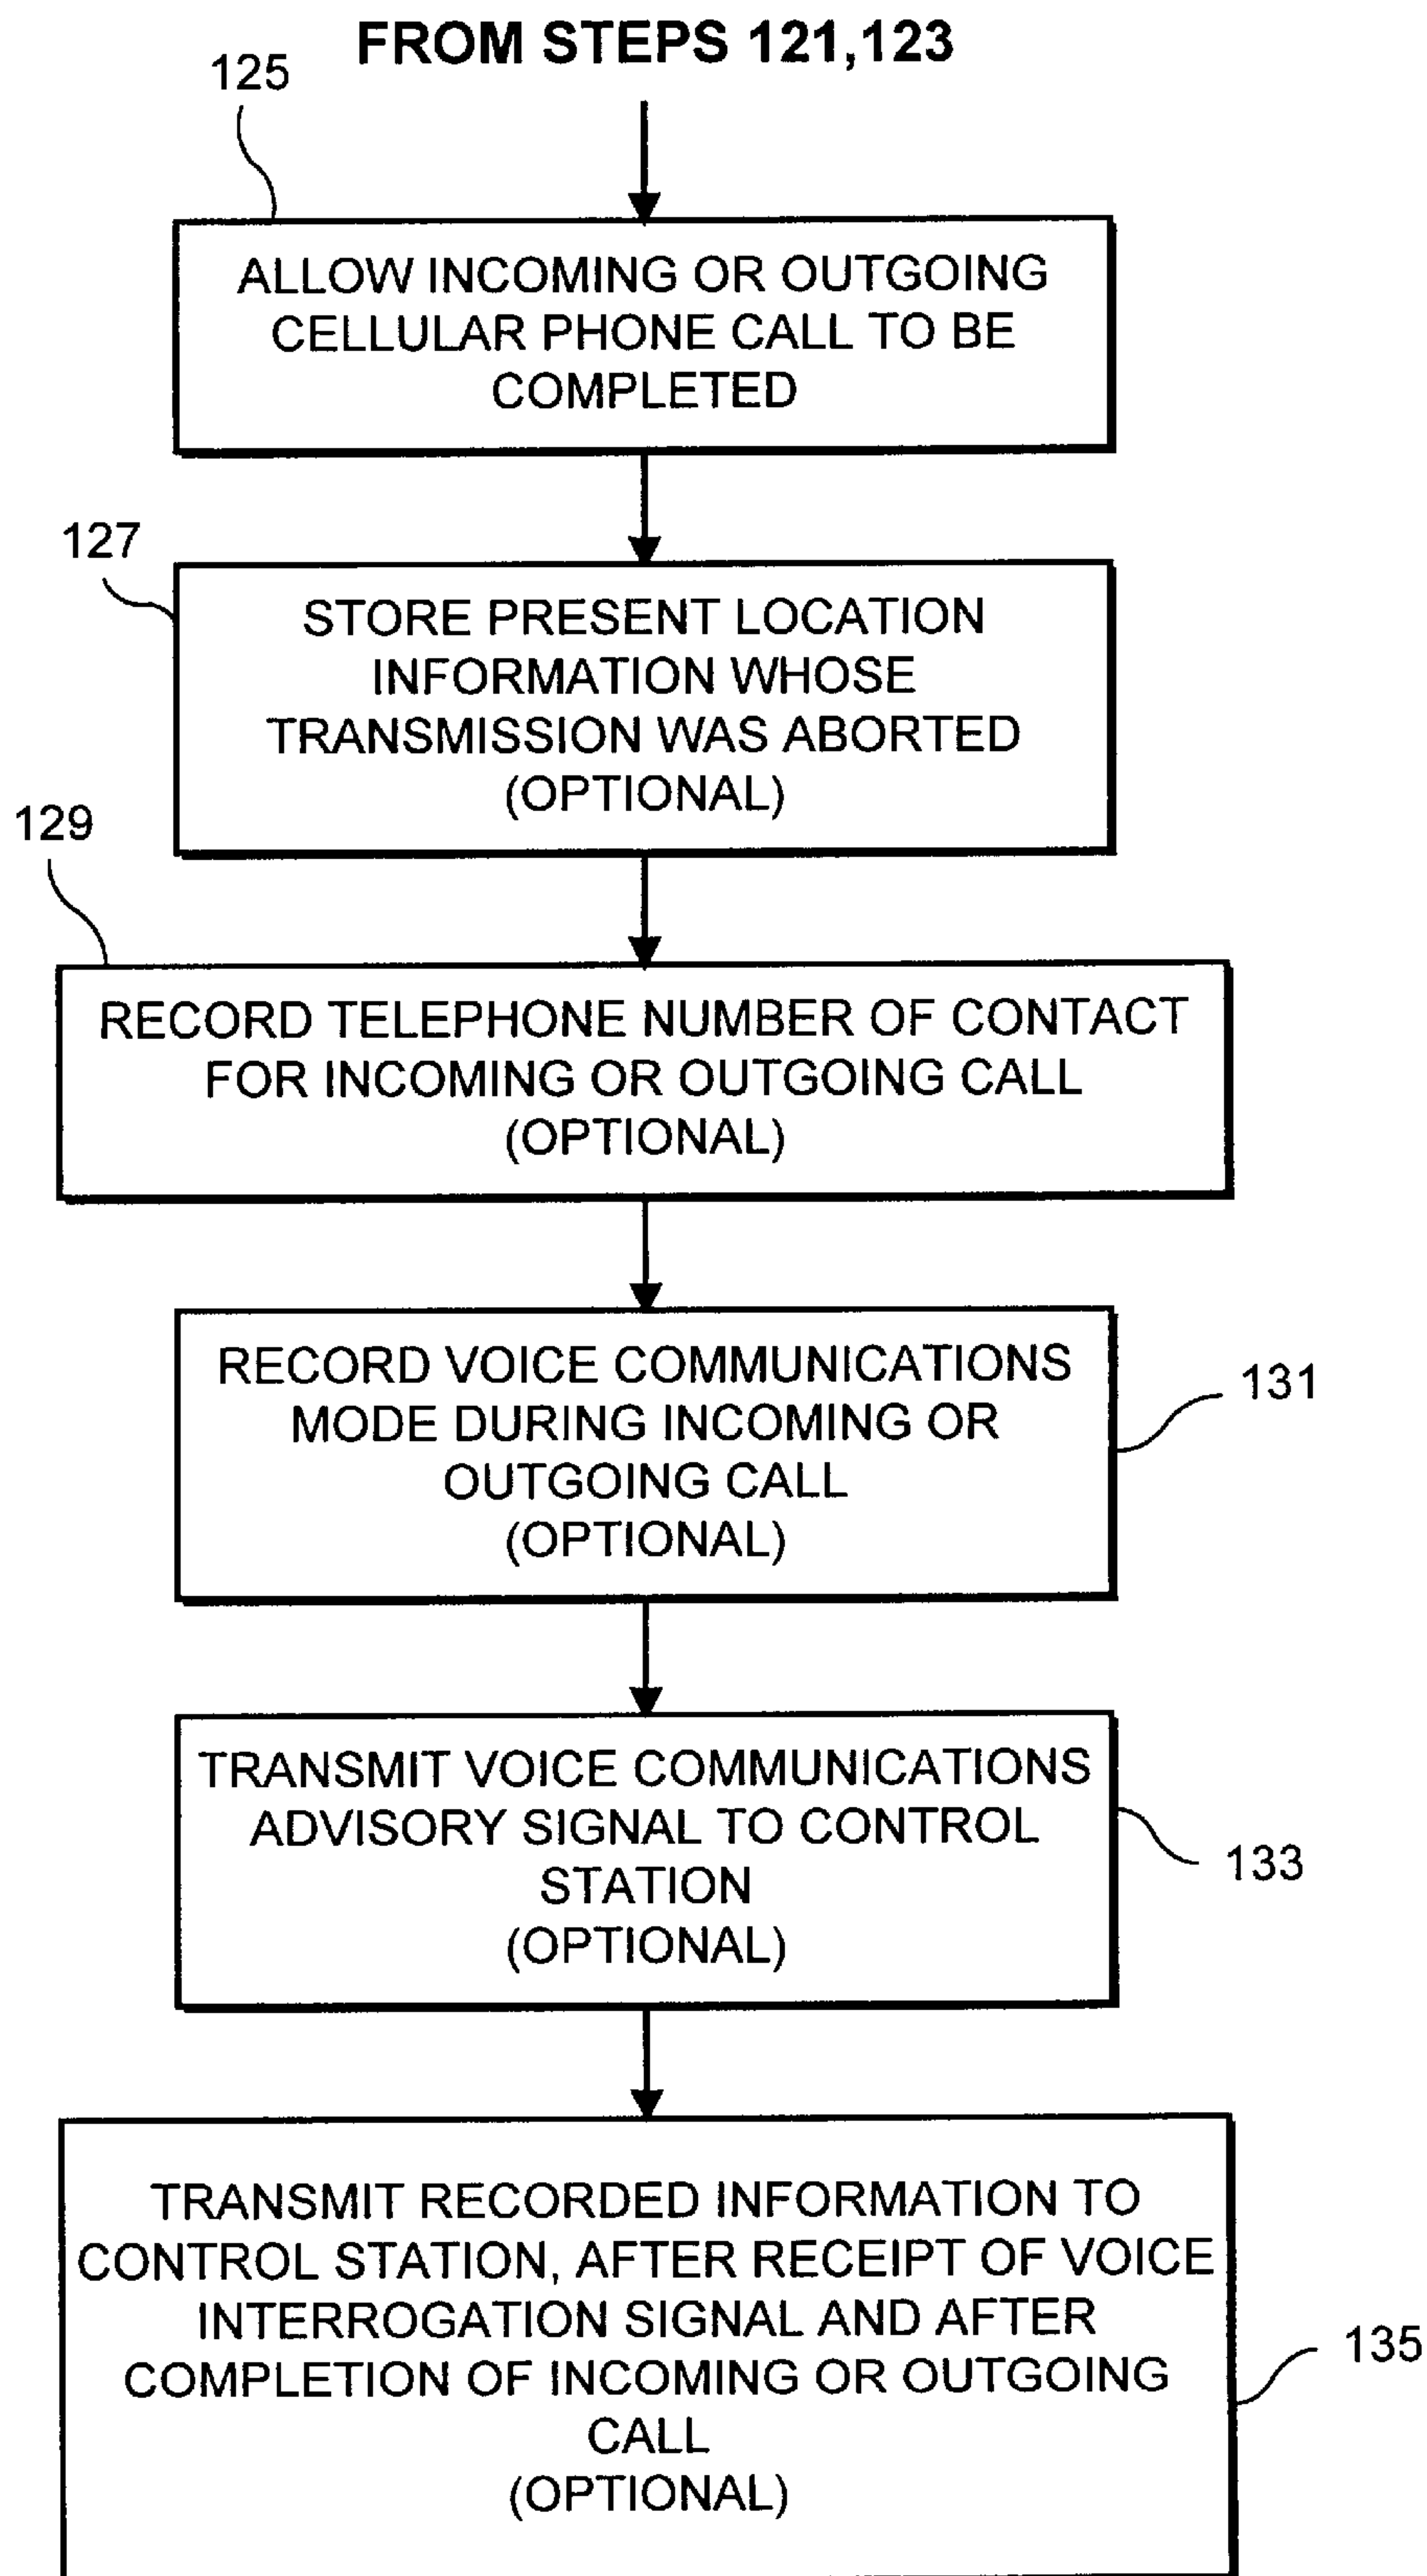 FROM STEPS 121,123
125
ALLOW INCOMING OR OUTGOING
CELLULAR PHONE CALL TO BE
COMPLETED
127
STORE PRESENT LOCATION
INFORMATION WHOSE
TRANSMISSION WAS ABORTED
(OPTIONAL)
129
RECORD TELEPHONE NUMBER OF CONTACT
FOR INCOMING OR OUTGOING CALL
(OPTIONAL)
RECORD VOICE COMMUNICATIONS
MODE DURING INCOMING OR
OUTGOING CALL
(OPTIONAL)
131
TRANSMIT VOICE COMMUNICATIONS
ADVISORY SIGNAL TO CONTROL
STATION
(OPTIONAL)
133
TRANSMIT RECORDED INFORMATION TO
CONTROL STATION, AFTER RECEIPT OF VOICE
INTERROGATION SIGNAL AND AFTER
COMPLETION OF INCOMING OR OUTGOING
CALL
(OPTIONAL)
135